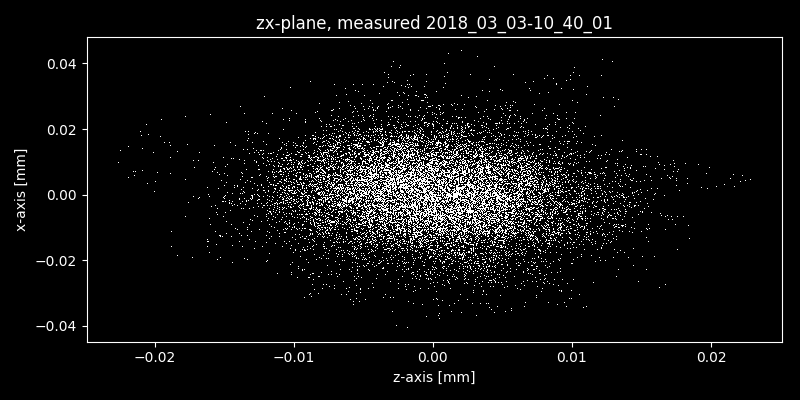 zx-plane, measured 2018_03_03-10_40_01
0.04
0.02
0.00
−0.02
−0.04
x-axis [mm]
−0.02 −0.01 0.00 0.01 0.02
z-axis [mm]